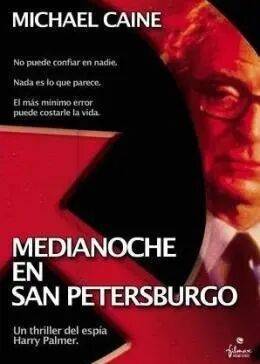 MICHAEL CAINE
No puede confiar en nadie.
Nada es lo que parece.
El más mínimo error
puede costarle la vida.
MEDIANOCHE
EN
SAN PETERSBURGO
Un thriller del espía
Harry Palmer.
filmax